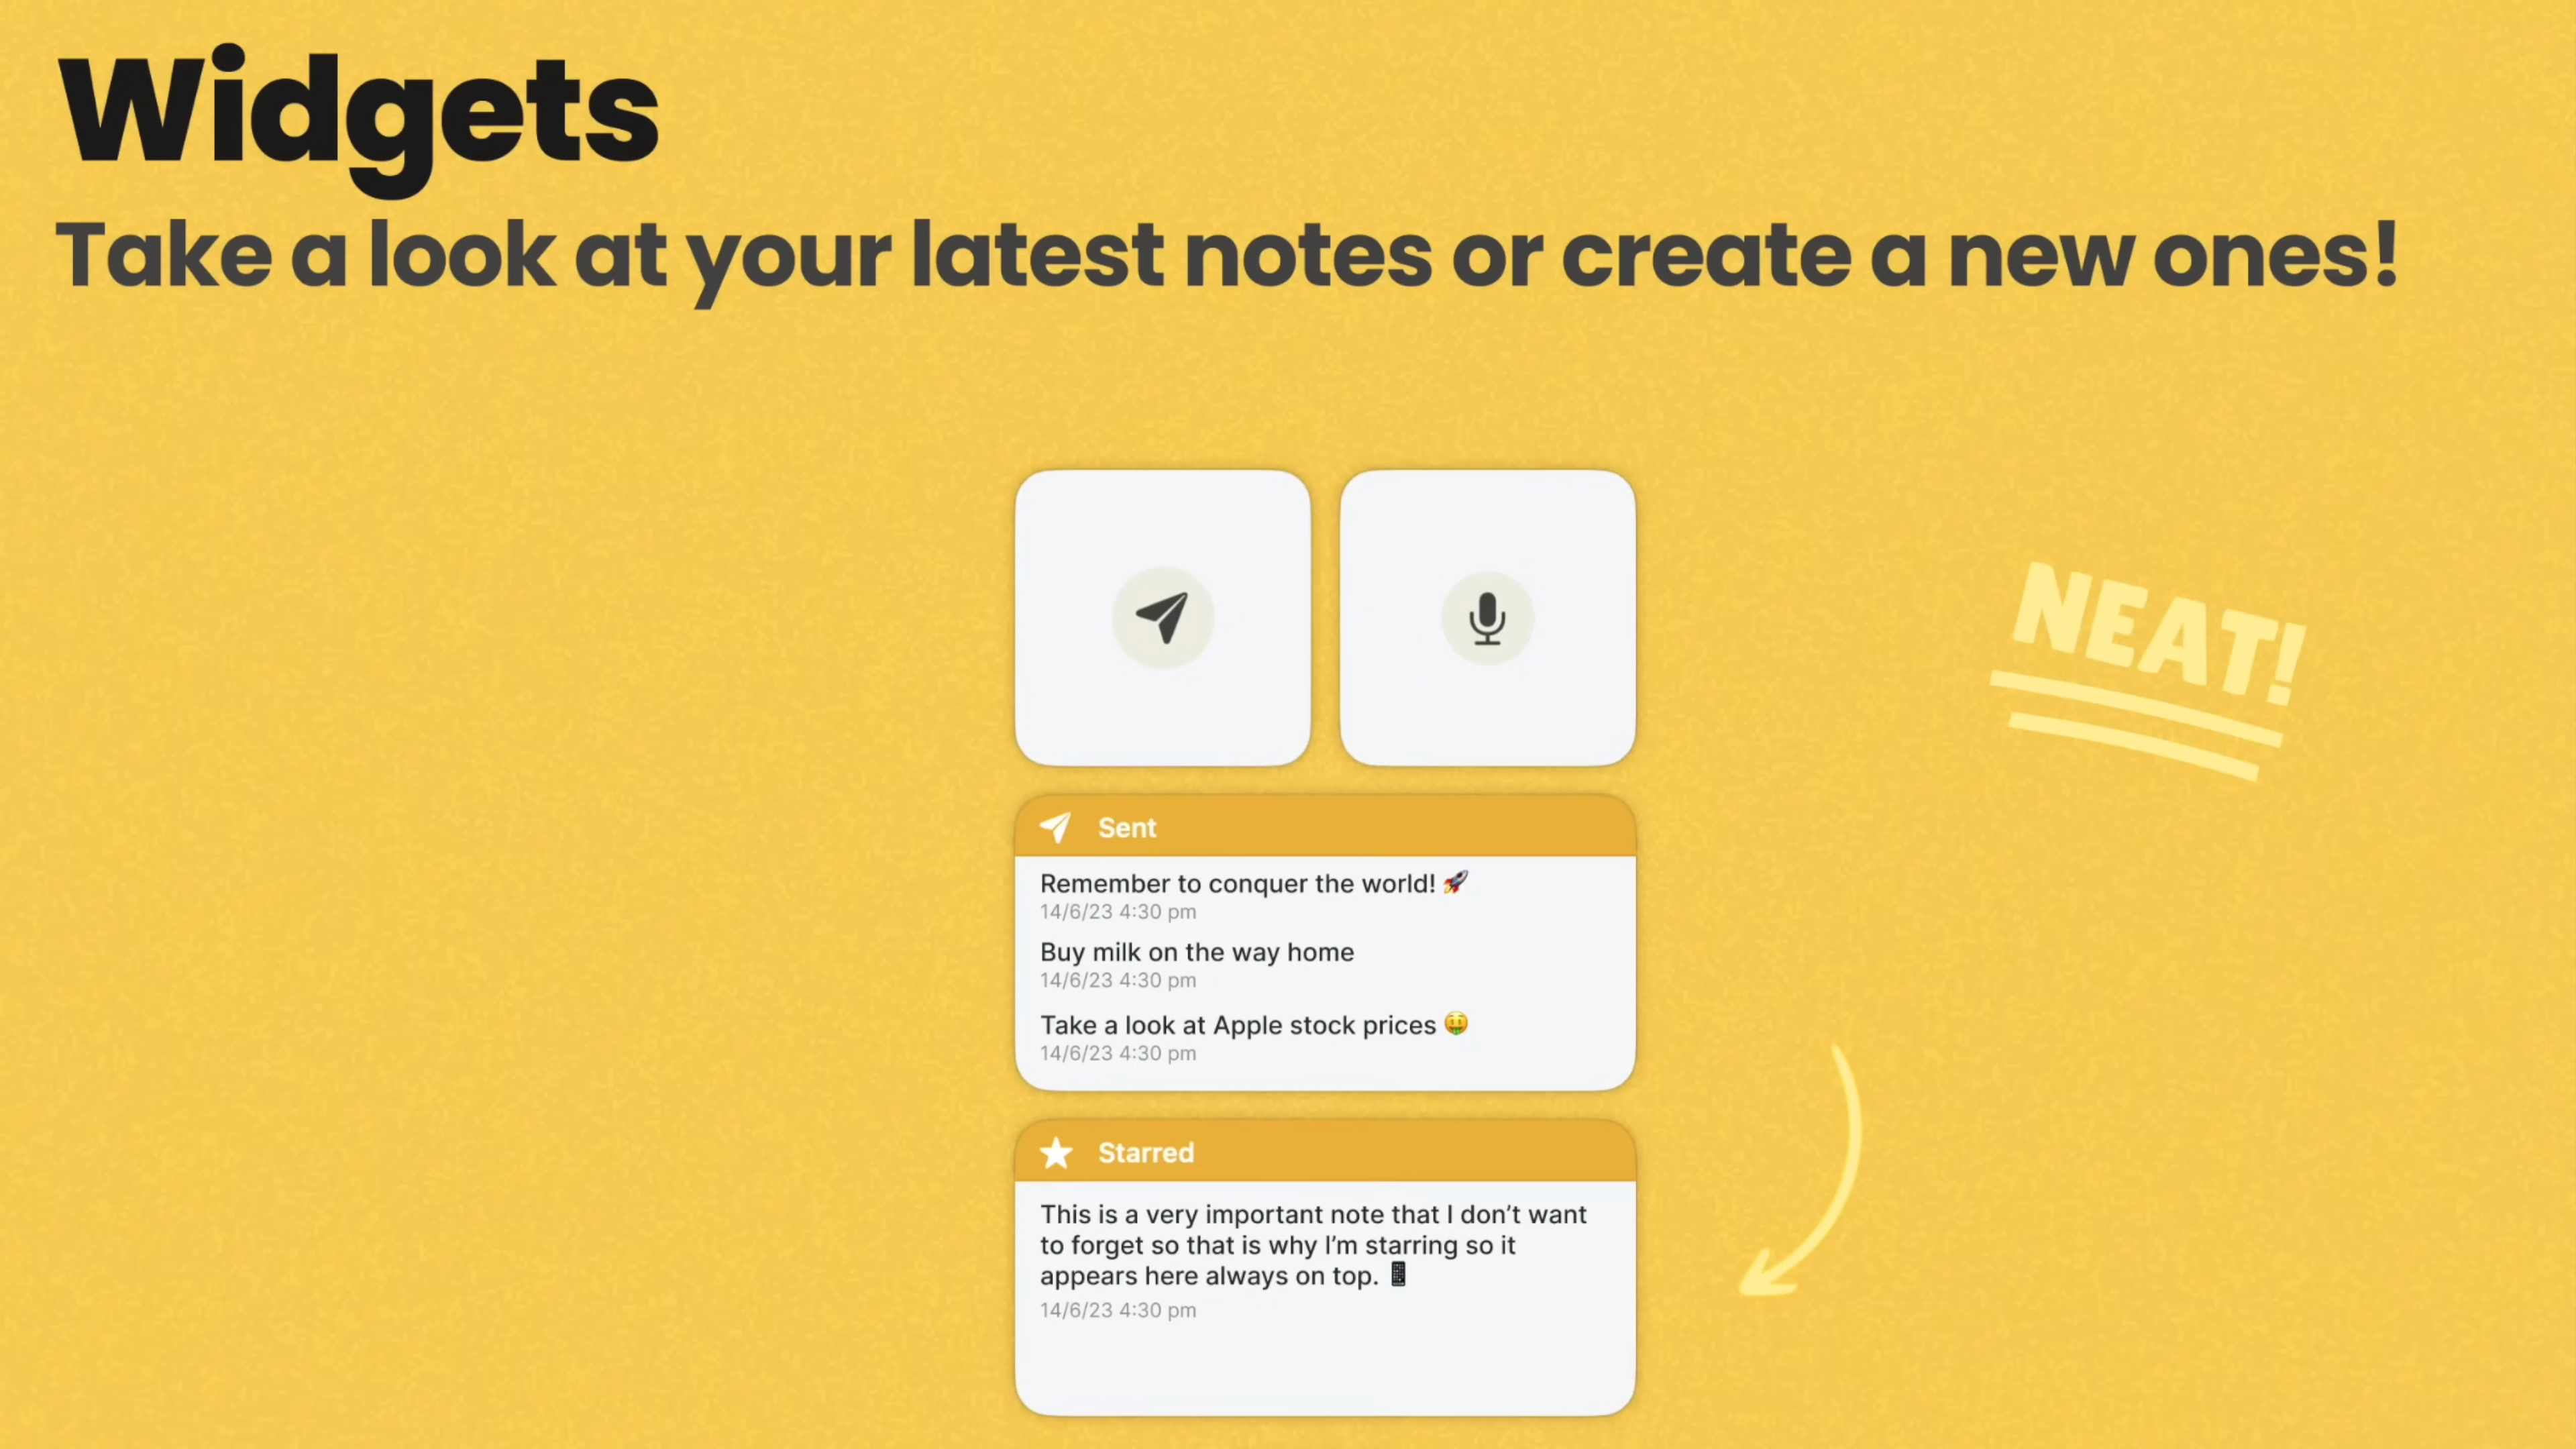 Widgets
Take a look at your latest notes or create a new ones!
NEAT!
Sent
Remember to conquer the world! 🚀
14/6/23 4:30 pm
Buy milk on the way home
14/6/23 4:30 pm
Take a look at Apple stock prices 🤑
14/6/23 4:30 pm
Starred
This is a very important note that I don’t want
to forget so that is why I’m starring so it
appears here always on top. 📱
14/6/23 4:30 pm